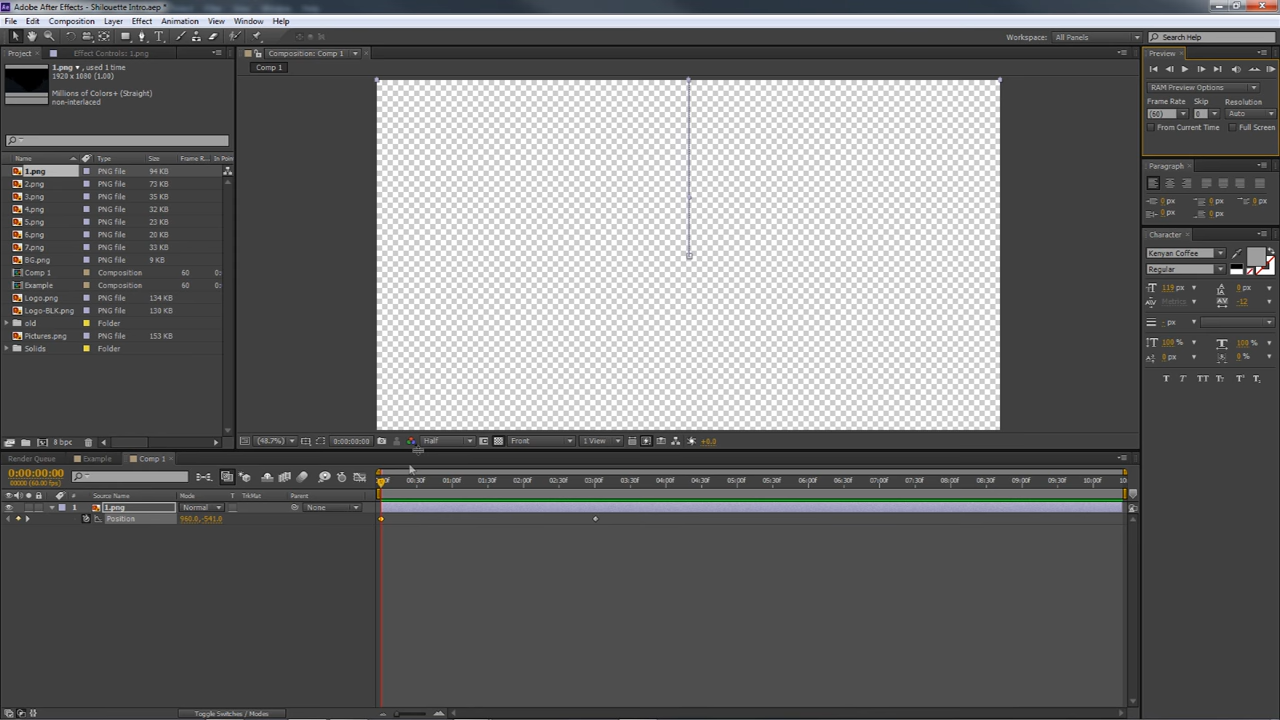 Adobe After Effects - Shilouette Intro.aep *
File Edit Composition Layer Effect Animation View Window Help
Workspace: All Panels Search Help
Project Effect Controls: 1.png
1.png ▾ , used 1 time
1920 x 1080 (1.00)
Millions of Colors+ (Straight)
non-interlaced
Name Type Size Frame R... In Point
1.png PNG file 94 KB
2.png PNG file 73 KB
3.png PNG file 35 KB
4.png PNG file 32 KB
5.png PNG file 23 KB
6.png PNG file 20 KB
7.png PNG file 33 KB
BG.png PNG file 9 KB
Comp 1 Composition 60 0:
Example Composition 60 0:
Logo.png PNG file 134 KB
Logo-BLK.png PNG file 130 KB
old Folder
Pictures.png PNG file 153 KB
Solids Folder
8 bpc
Composition: Comp 1
Comp 1
(48.7%) 0:00:00:00 Half Front 1 View +0.0
Preview
RAM Preview Options
Frame Rate Skip Resolution
(60) 0 Auto
From Current Time Full Screen
Paragraph
0 px 0 px 0 px
0 px 0 px
Character
Kenyan Coffee
Regular
119 px 0 px
Metrics -12
- px
100 % 100 %
0 px 0 %
T T TT Tr T¹ T₁
Render Queue Example Comp 1
0:00:00:00
00000 (60.00 fps)
00:30f 01:00f 01:30f 02:00f 02:30f 03:00f 03:30f 04:00f 04:30f 05:00f 05:30f 06:00f 06:30f 07:00f 07:30f 08:00f 08:30f 09:00f 09:30f 10:00f 10
# Source Name Mode T TrkMat Parent
1 1.png Normal None
Position 960.0,-541.0
Toggle Switches / Modes